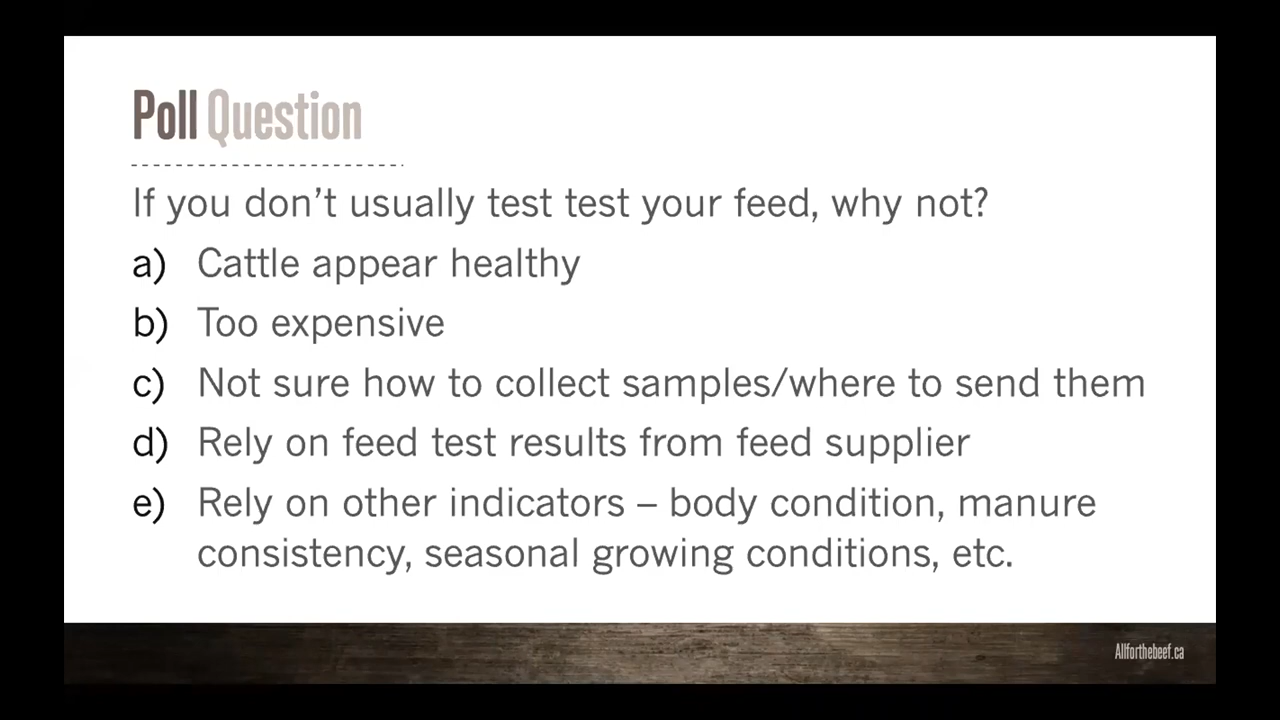 Poll Question
If you don't usually test test your feed, why not?
a) Cattle appear healthy
b) Too expensive
c) Not sure how to collect samples/where to send them
d) Rely on feed test results from feed supplier
e) Rely on other indicators – body condition, manure
consistency, seasonal growing conditions, etc.
Allforthebeef.ca